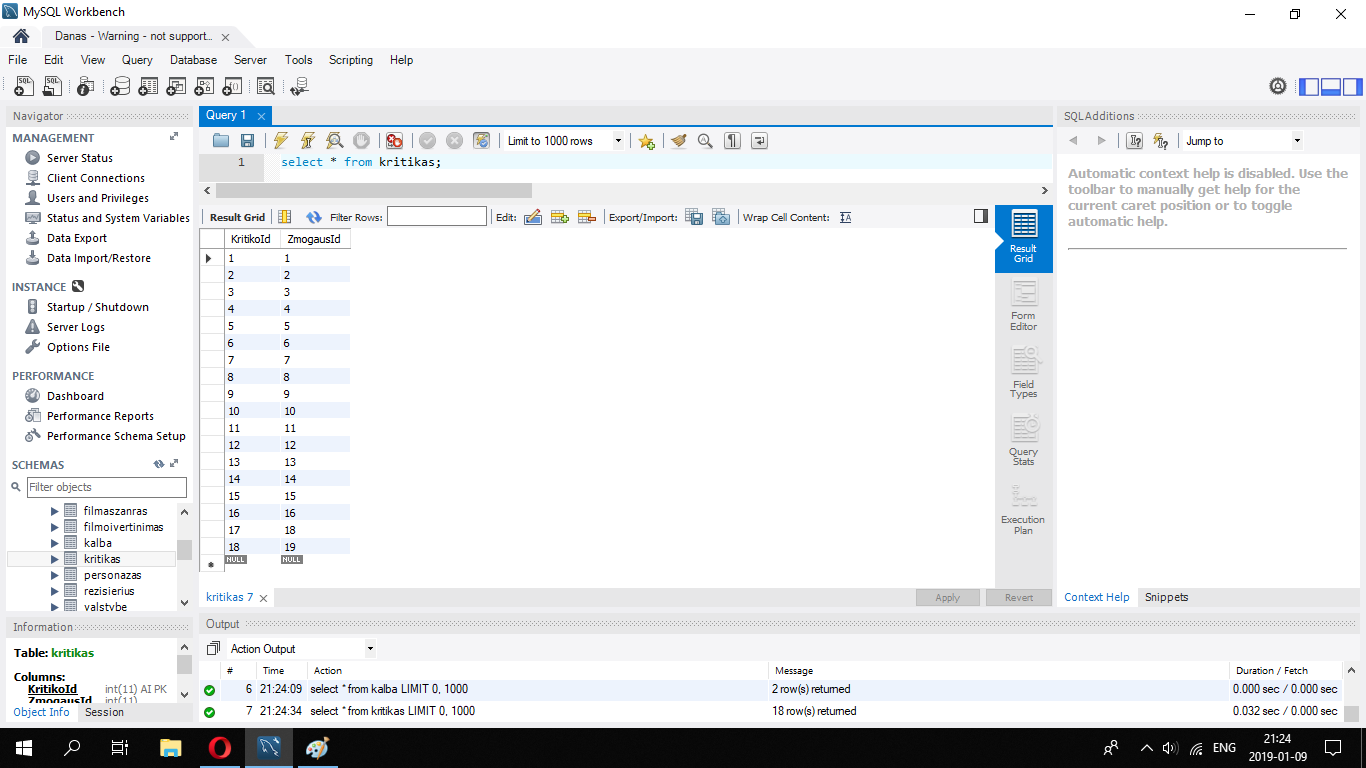 MySQL Workbench
Danas - Warning - not support...
File Edit View Query Database Server Tools Scripting Help
Navigator
MANAGEMENT
Server Status
Client Connections
Users and Privileges
Status and System Variables
Data Export
Data Import/Restore
INSTANCE
Startup / Shutdown
Server Logs
Options File
PERFORMANCE
Dashboard
Performance Reports
Performance Schema Setup
SCHEMAS
Filter objects
filmaszanras
filmoivertinimas
kalba
kritikas
personazas
rezisierius
valstybe
Information
Table: kritikas
Columns:
KritikoId int(11) AI PK
ZmogausId int(11)
Object Info Session
Query 1
Limit to 1000 rows
1 select * from kritikas;
Result Grid Filter Rows: Edit: Export/Import: Wrap Cell Content:
KritikoId ZmogausId
1 1
2 2
3 3
4 4
5 5
6 6
7 7
8 8
9 9
10 10
11 11
12 12
13 13
14 14
15 15
16 16
17 18
18 19
NULL NULL
Result
Grid
Form
Editor
Field
Types
Query
Stats
Execution
Plan
kritikas 7
Apply Revert
SQLAdditions
Jump to
Automatic context help is disabled. Use the
toolbar to manually get help for the
current caret position or to toggle
automatic help.
Context Help Snippets
Output
Action Output
# Time Action Message Duration / Fetch
6 21:24:09 select * from kalba LIMIT 0, 1000 2 row(s) returned 0.000 sec / 0.000 sec
7 21:24:34 select * from kritikas LIMIT 0, 1000 18 row(s) returned 0.032 sec / 0.000 sec
ENG
21:24
2019-01-09